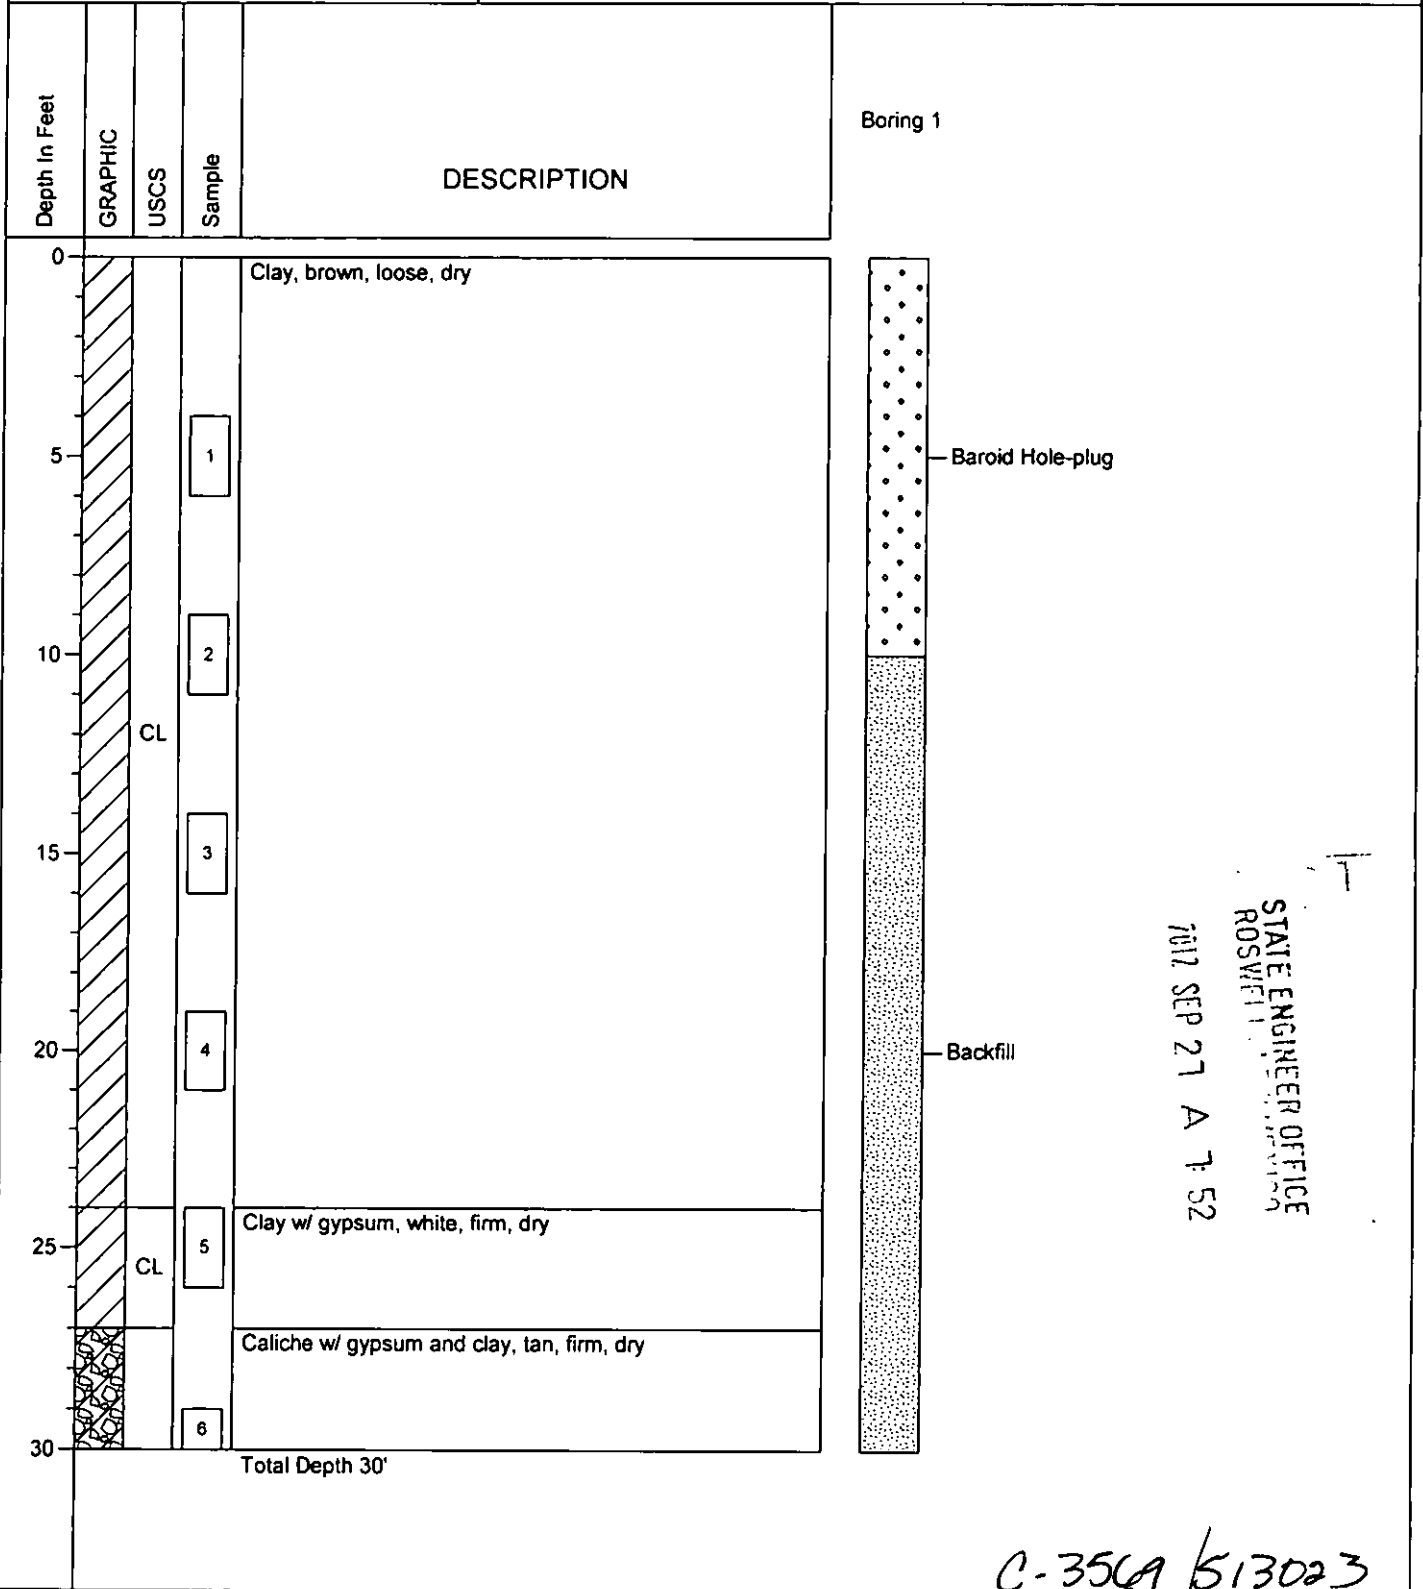 Depth In Feet
GRAPHIC
USCS
Sample
DESCRIPTION
Boring 1
0
Clay, brown, loose, dry
1
5
Baroid Hole-plug
2
10
CL
3
15
4
20
Backfill
Clay w/ gypsum, white, firm, dry
5
25
CL
Caliche w/ gypsum and clay, tan, firm, dry
6
30
Total Depth 30'
STATE ENGINEER OFFICE
SEP 27 A 7:52
C-3569 / 513023